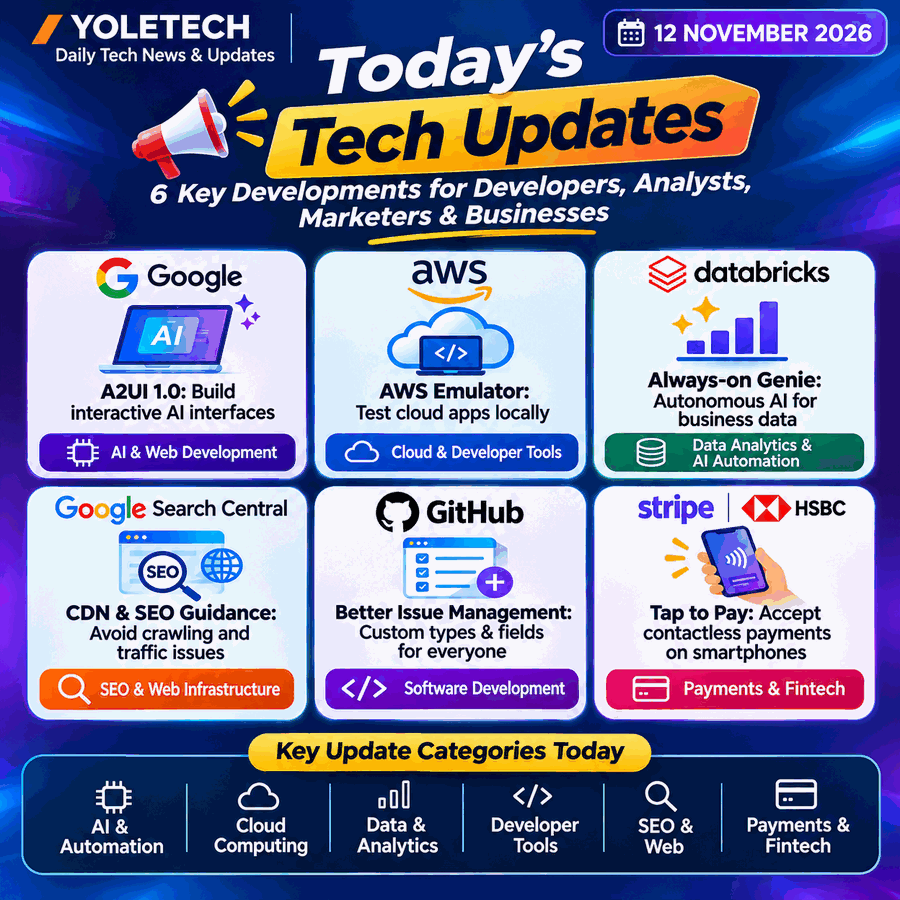 YOLETECH
Daily Tech News & Updates
12 NOVEMBER 2026
Today's
Tech Updates
6 Key Developments for Developers, Analysts,
Marketers & Businesses
Google
AI
A2UI 1.0: Build
interactive AI interfaces
AI & Web Development
aws
</>
AWS Emulator:
Test cloud apps locally
Cloud & Developer Tools
databricks
Always-on Genie:
Autonomous AI for
business data
Data Analytics &
AI Automation
Google Search Central
SEO
CDN & SEO Guidance:
Avoid crawling and
traffic issues
SEO & Web Infrastructure
GitHub
Better Issue Management:
Custom types & fields
for everyone
</> Software Development
stripe | HSBC
Tap to Pay: Accept
contactless payments
on smartphones
Payments & Fintech
Key Update Categories Today
AI &
Automation
Cloud
Computing
Data &
Analytics
</>
Developer
Tools
SEO &
Web
Payments &
Fintech